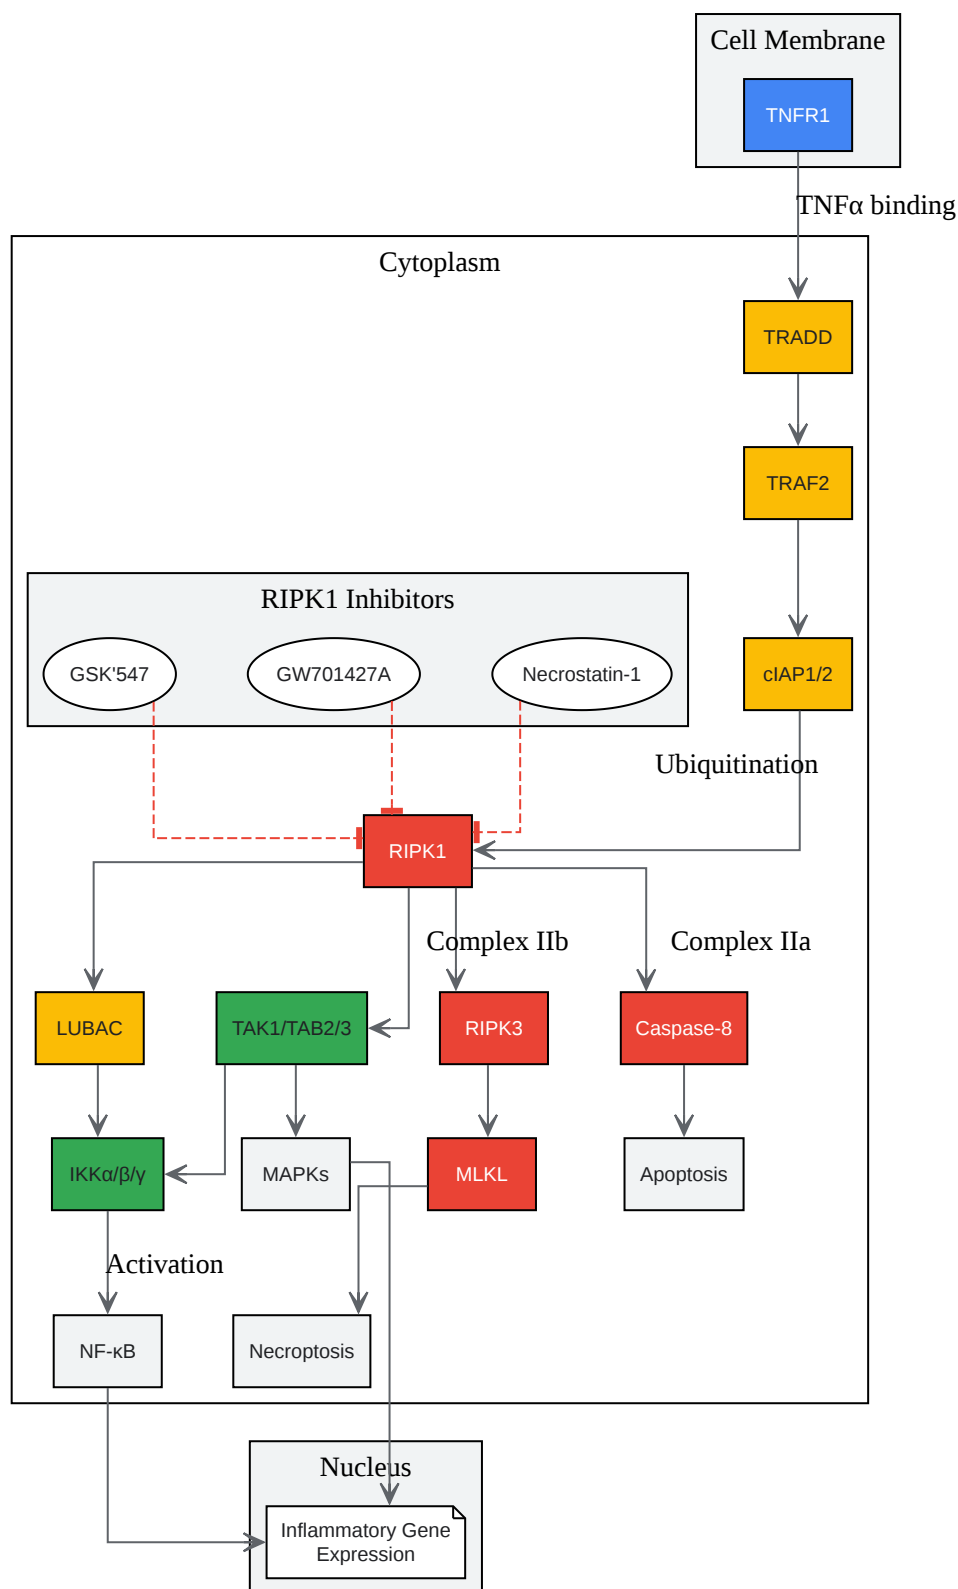 Cell Membrane
TNFR1
TNFα binding
Cytoplasm
TRADD
TRAF2
RIPK1 Inhibitors
GSK'547
GW701427A
Necrostatin-1
cIAP1/2
Ubiquitination
RIPK1
Complex IIb
Complex IIa
LUBAC
TAK1/TAB2/3
RIPK3
Caspase-8
IKKα/β/γ
MAPKs
MLKL
Apoptosis
Activation
NF-κB
Necroptosis
Nucleus
Inflammatory Gene
Expression